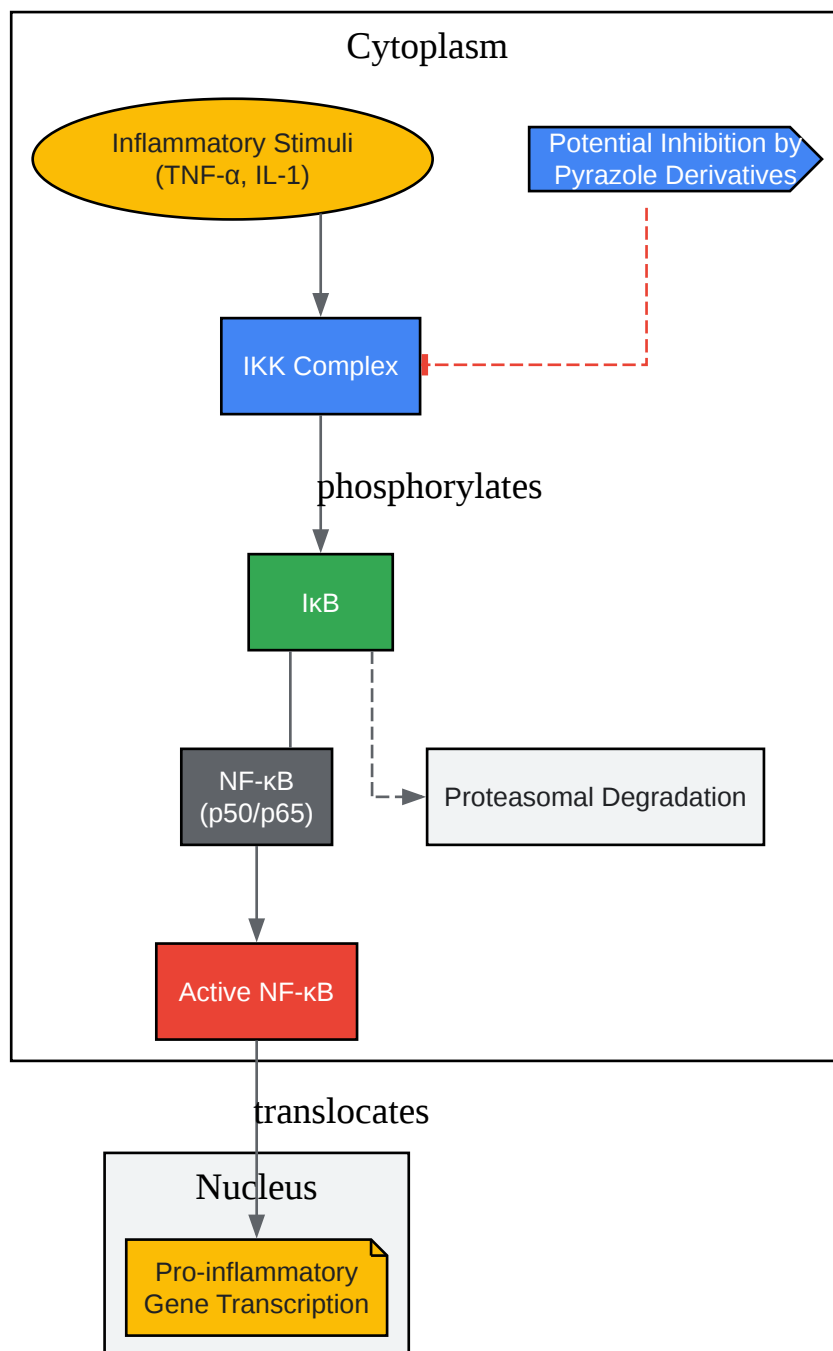 Cytoplasm
Inflammatory Stimuli
(TNF-α, IL-1)
Potential Inhibition by
Pyrazole Derivatives
IKK Complex
phosphorylates
IκB
NF-κB
(p50/p65)
Proteasomal Degradation
Active NF-κB
translocates
Nucleus
Pro-inflammatory
Gene Transcription